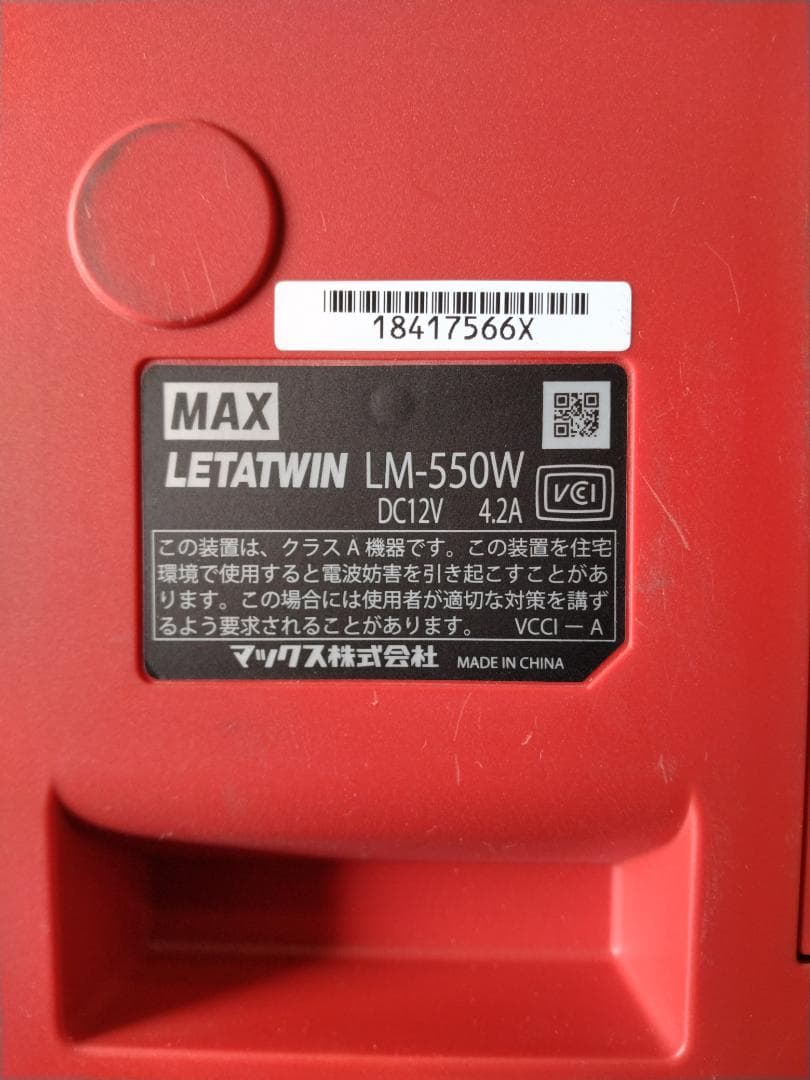 18417566X
MAX
LETATWIN LM-550W
DC12V 4.2A
VCCI
この装置は、クラスA機器です。この装置を住宅
環境で使用すると電波妨害を引き起こすことがあ
ります。この場合には使用者が適切な対策を講ず
るよう要求されることがあります。 VCCI－A
マックス株式会社 MADE IN CHINA